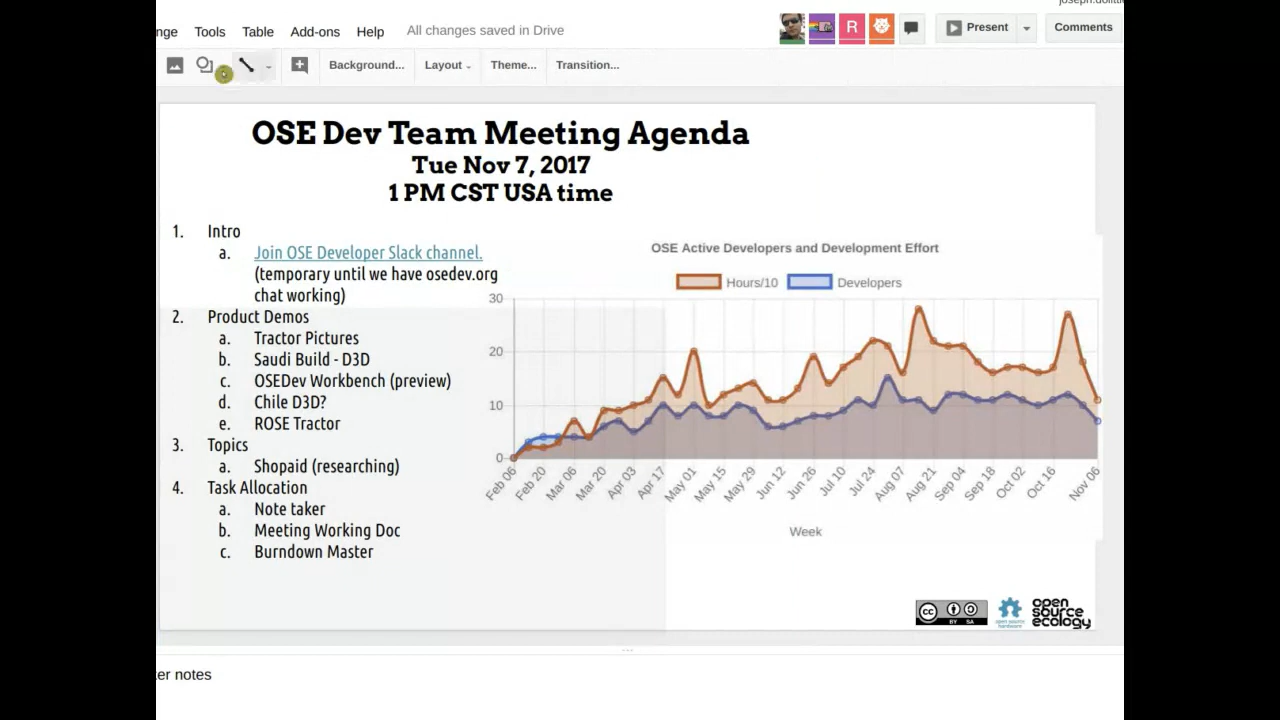 nge Tools Table Add-ons Help All changes saved in Drive R Present Comments
Background... Layout Theme... Transition...
OSE Dev Team Meeting Agenda
Tue Nov 7, 2017
1 PM CST USA time
1. Intro
a. Join OSE Developer Slack channel.
(temporary until we have osedev.org
chat working)
2. Product Demos
a. Tractor Pictures
b. Saudi Build - D3D
c. OSEDev Workbench (preview)
d. Chile D3D?
e. ROSE Tractor
3. Topics
a. Shopaid (researching)
4. Task Allocation
a. Note taker
b. Meeting Working Doc
c. Burndown Master
OSE Active Developers and Development Effort
Hours/10 Developers
30
20
10
0
Feb 06 Feb 20 Mar 06 Mar 20 Apr 03 Apr 17 May 01 May 15 May 29 Jun 12 Jun 26 Jul 10 Jul 24 Aug 07 Aug 21 Sep 04 Sep 18 Oct 02 Oct 16 Nov 06
Week
cc BY SA
open source hardware
open
source
ecology
ker notes